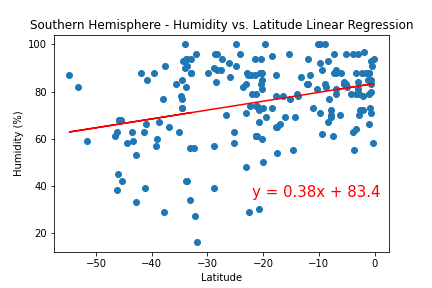 Southern Hemisphere - Humidity vs. Latitude Linear Regression
100
80
60
40
20
Humidity (%)
y = 0.38x + 83.4
−50
−40
−30
−20
−10
0
Latitude